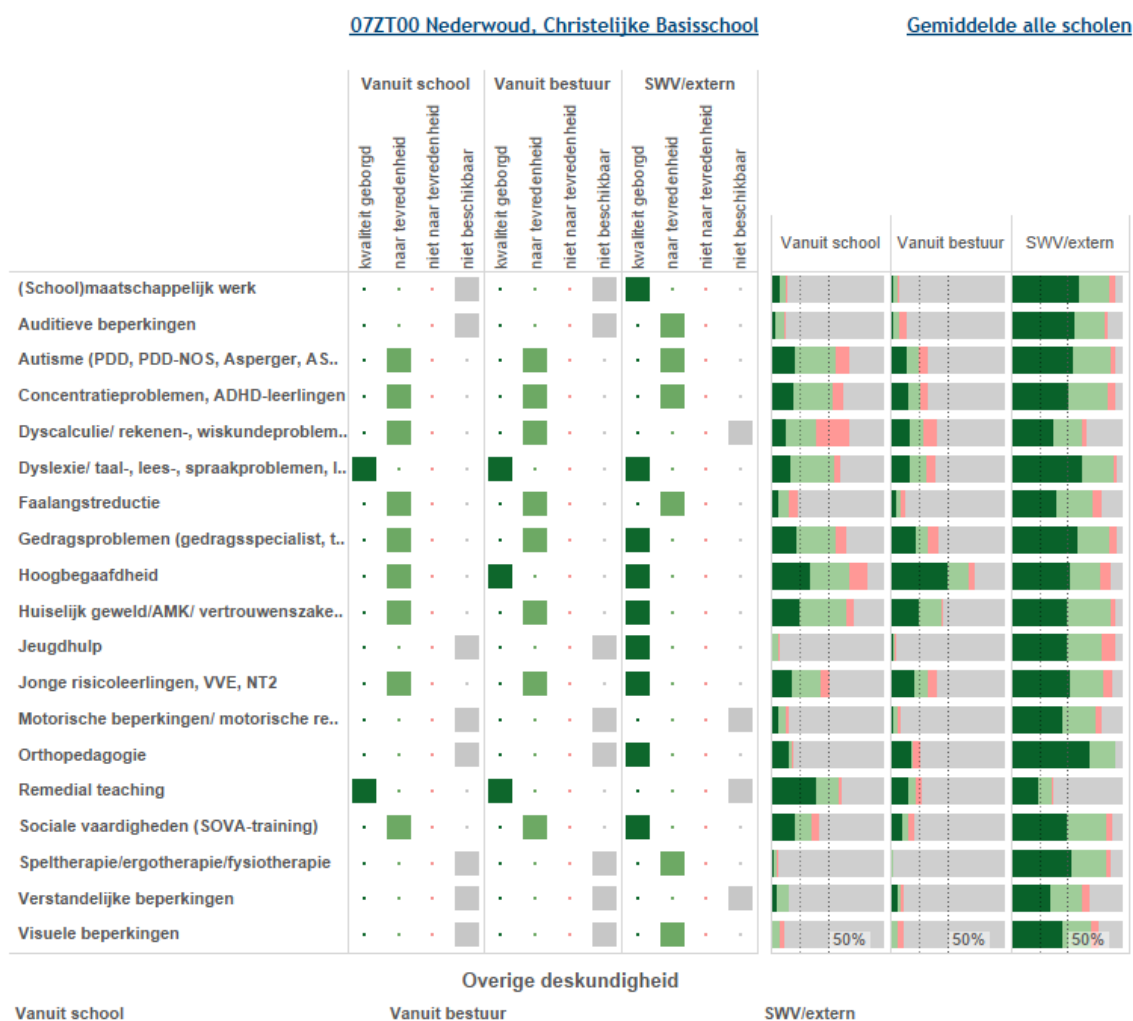 07ZT00 Nederwoud, Christelijke Basisschool Gemiddelde alle scholen
Vanuit school Vanuit bestuur SWV/extern
kwaliteit geborgd naar tevredenheid niet naar tevredenheid niet beschikbaar kwaliteit geborgd naar tevredenheid niet naar tevredenheid niet beschikbaar kwaliteit geborgd naar tevredenheid niet naar tevredenheid niet beschikbaar
Vanuit school Vanuit bestuur SWV/extern
(School)maatschappelijk werk
Auditieve beperkingen
Autisme (PDD, PDD-NOS, Asperger, AS..
Concentratieproblemen, ADHD-leerlingen
Dyscalculie/ rekenen-, wiskundeproblem..
Dyslexie/ taal-, lees-, spraakproblemen, l..
Faalangstreductie
Gedragsproblemen (gedragsspecialist, t..
Hoogbegaafdheid
Huiselijk geweld/AMK/ vertrouwenszake..
Jeugdhulp
Jonge risicoleerlingen, VVE, NT2
Motorische beperkingen/ motorische re..
Orthopedagogie
Remedial teaching
Sociale vaardigheden (SOVA-training)
Speltherapie/ergotherapie/fysiotherapie
Verstandelijke beperkingen
Visuele beperkingen 50% 50% 50%
Overige deskundigheid
Vanuit school Vanuit bestuur SWV/extern